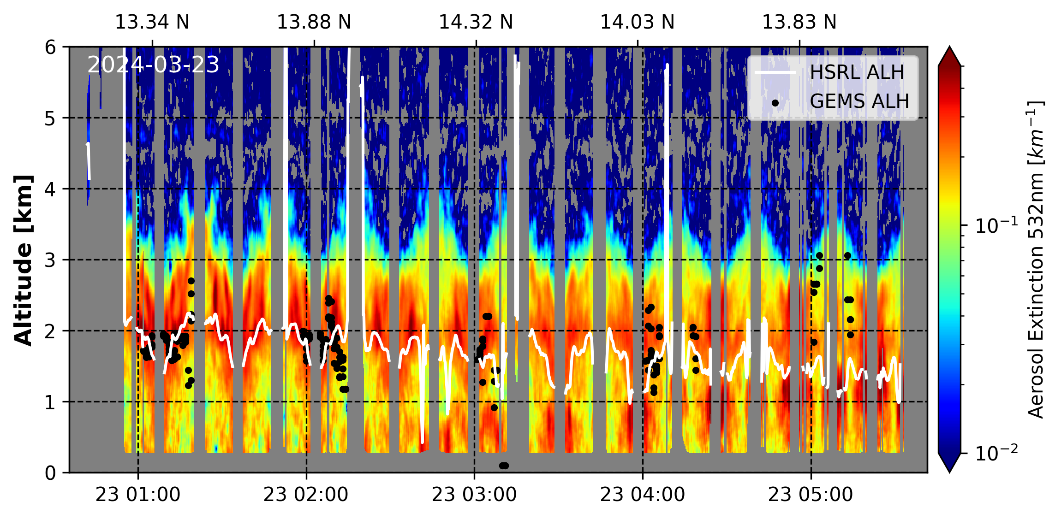 13.34 N 13.88 N 14.32 N 14.03 N 13.83 N
2024-03-23
HSRL ALH
GEMS ALH
6
5
4
3
2
1
0
Altitude [km]
23 01:00 23 02:00 23 03:00 23 04:00 23 05:00
10⁻¹
10⁻²
Aerosol Extinction 532nm [km⁻¹]